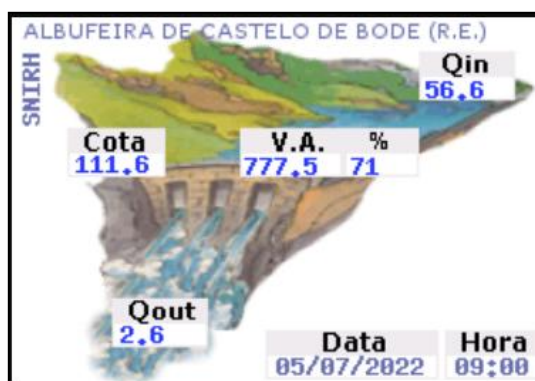 ALBUFEIRA DE CASTELO DE BODE (R.E.)
SNIRH
Qin
56.6
Cota
111.6
V.A. %
777.5 71
Qout
2.6
Data Hora
05/07/2022 09:00